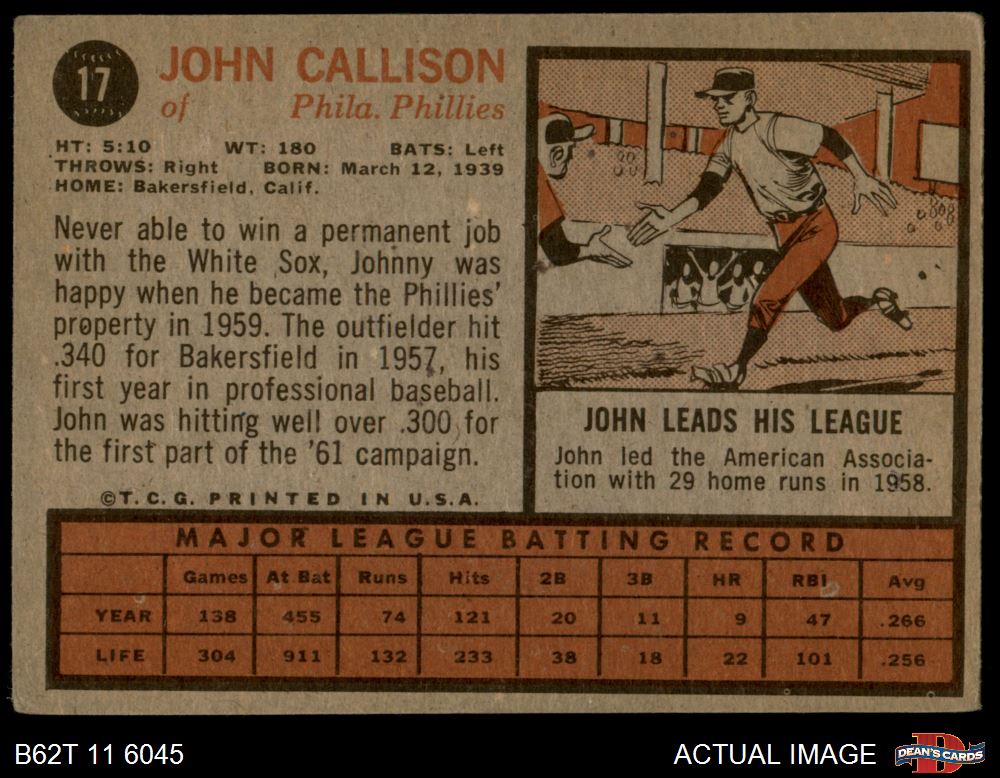 17
JOHN CALLISON
of Phila. Phillies
HT: 5:10 WT: 180 BATS: Left
THROWS: Right BORN: March 12, 1939
HOME: Bakersfield, Calif.
Never able to win a permanent job
with the White Sox, Johnny was
happy when he became the Phillies'
property in 1959. The outfielder hit
.340 for Bakersfield in 1957, his
first year in professional baseball.
John was hitting well over .300 for
the first part of the '61 campaign.
©T.C.G. PRINTED IN U.S.A.
JOHN LEADS HIS LEAGUE
John led the American Associa-
tion with 29 home runs in 1958.
MAJOR LEAGUE BATTING RECORD
Games At Bat Runs Hits 2B 3B HR RBI Avg
YEAR 138 455 74 121 20 11 9 47 .266
LIFE 304 911 132 233 38 18 22 101 .256
B62T 11 6045 ACTUAL IMAGE D DEAN'S CARDS